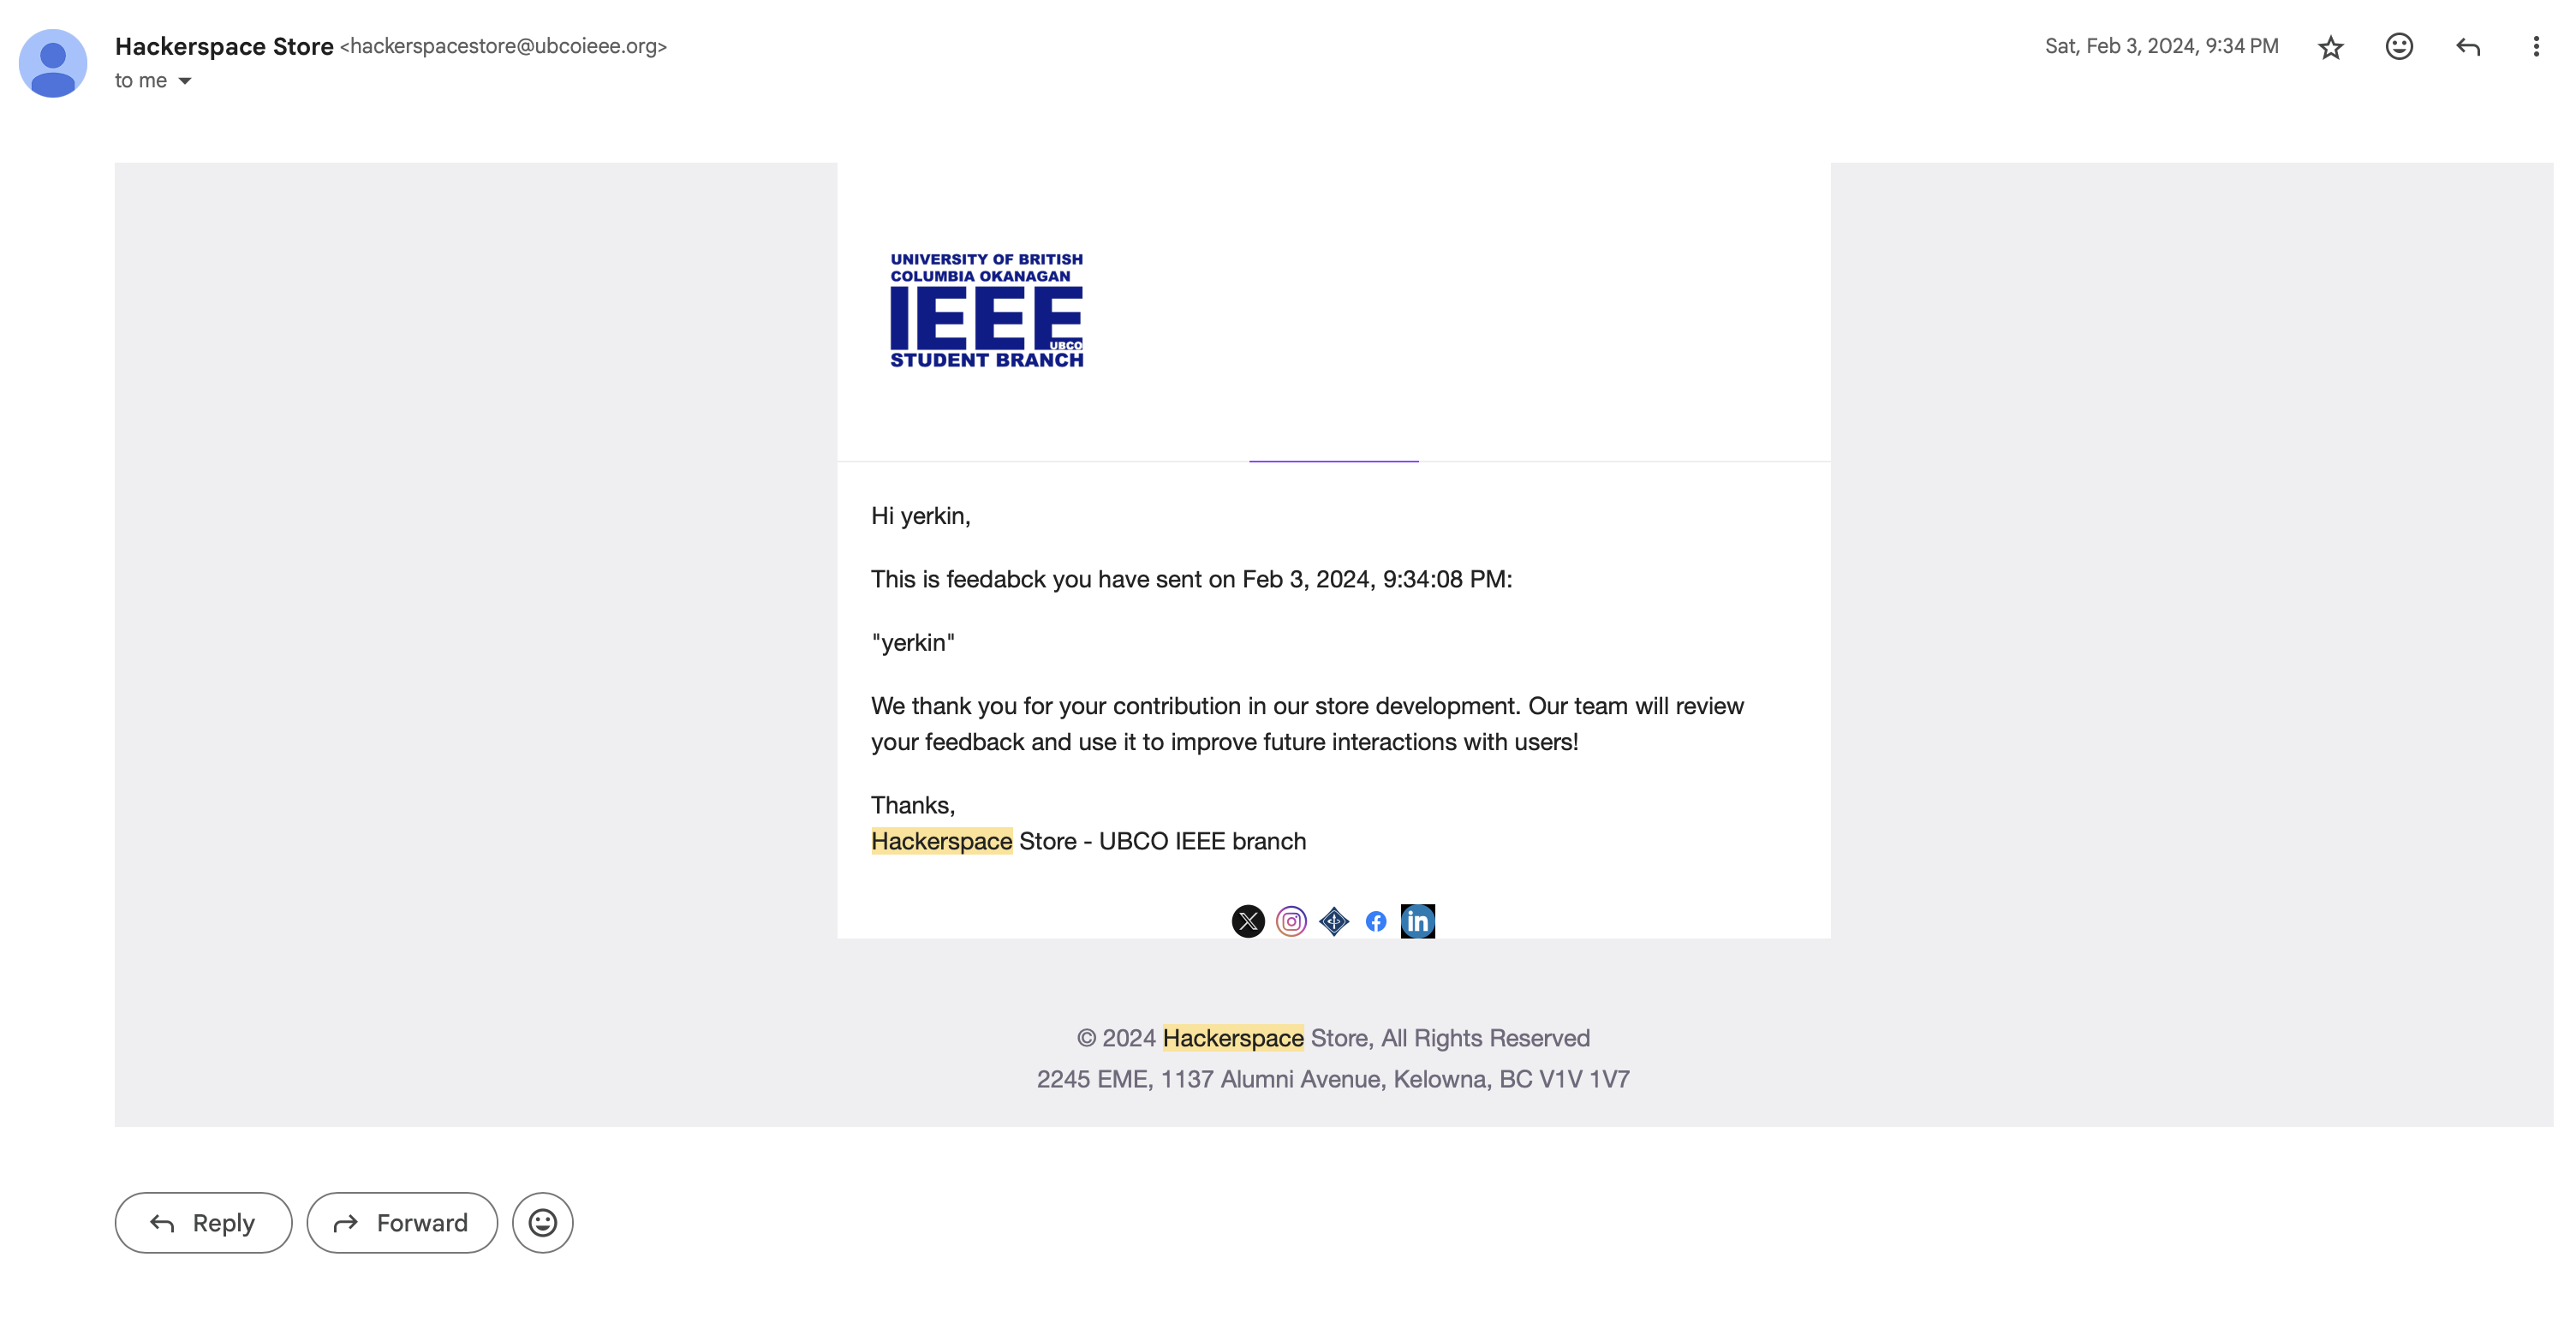 Hackerspace Store <hackerspacestore@ubcoieee.org>
Sat, Feb 3, 2024, 9:34 PM
to me
UNIVERSITY OF BRITISH
COLUMBIA OKANAGAN
IEEE
UBCO
STUDENT BRANCH
Hi yerkin,
This is feedabck you have sent on Feb 3, 2024, 9:34:08 PM:
"yerkin"
We thank you for your contribution in our store development. Our team will review
your feedback and use it to improve future interactions with users!
Thanks,
Hackerspace Store - UBCO IEEE branch
in
© 2024 Hackerspace Store, All Rights Reserved
2245 EME, 1137 Alumni Avenue, Kelowna, BC V1V 1V7
Reply
Forward